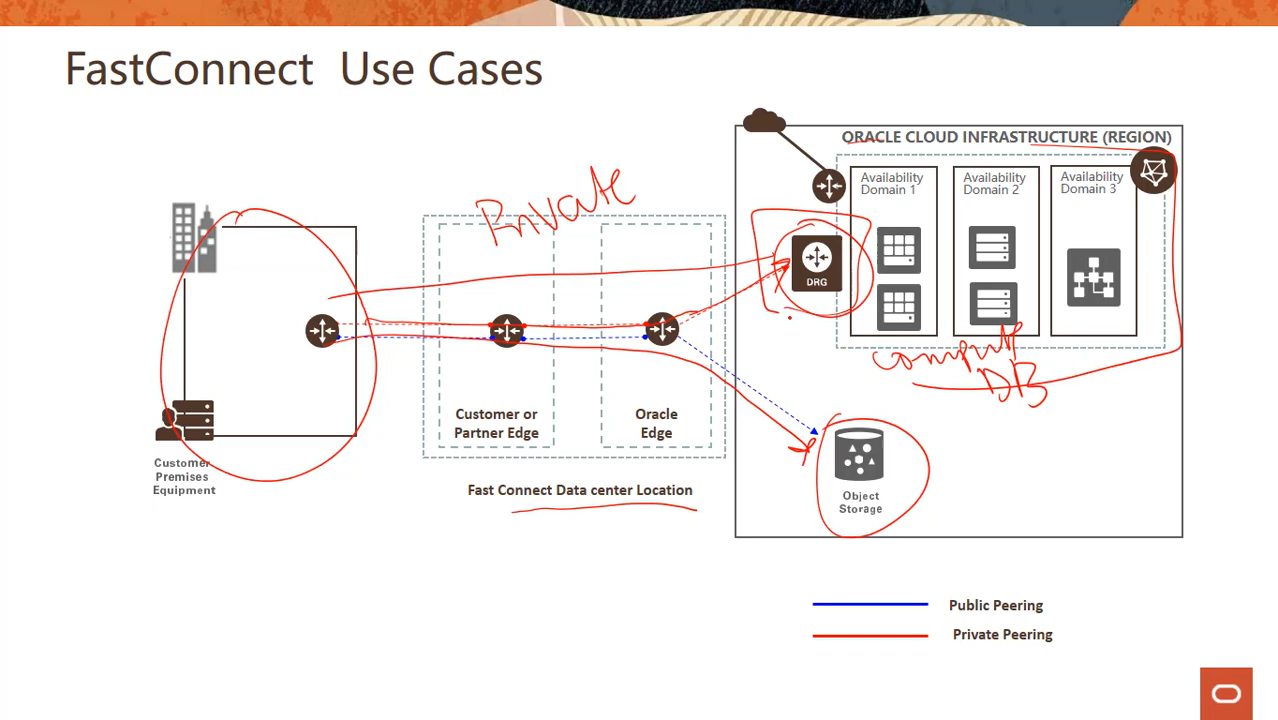 FastConnect Use Cases
ORACLE CLOUD INFRASTRUCTURE (REGION)
Availability
Domain 1
Availability
Domain 2
Availability
Domain 3
Private
DRG
compute
DB
Customer or
Partner Edge
Oracle
Edge
Customer
Premises
Equipment
Fast Connect Data center Location
Object
Storage
Public Peering
Private Peering